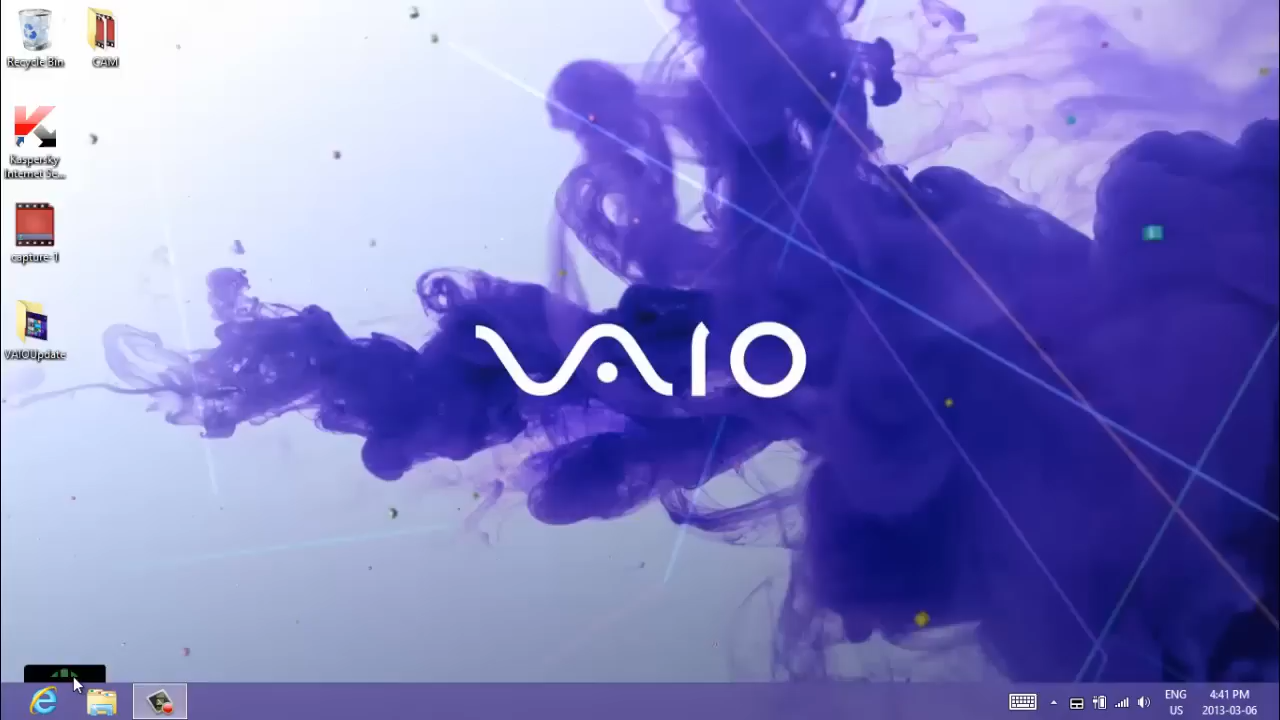 Recycle Bin
CAM
Kaspersky
Internet Se...
capture-1
VAIOUpdate
VAIO
ENG
US
4:41 PM
2013-03-06